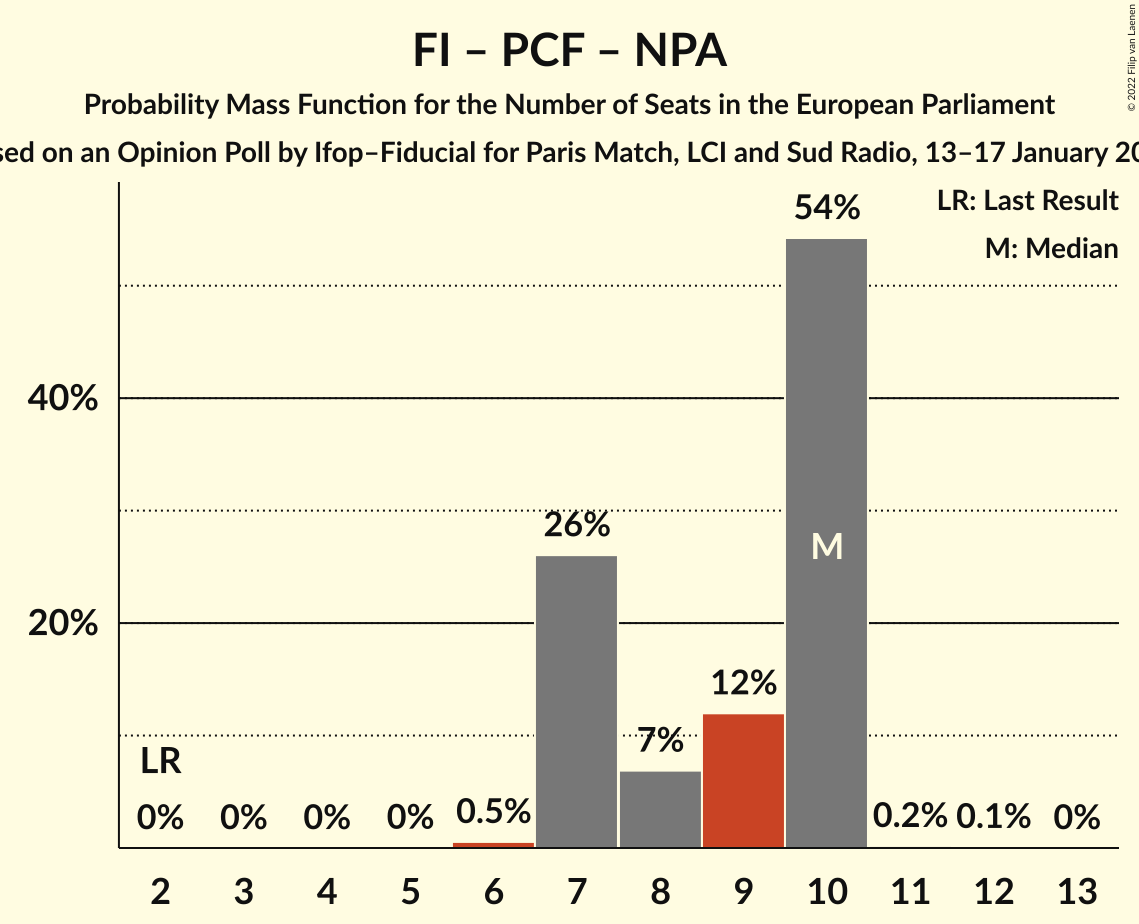 FI – PCF – NPA
Probability Mass Function for the Number of Seats in the European Parliament
on an Opinion Poll by Ifop–Fiducial for Paris Match, LCI and Sud Radio, 13–17 January
© 2022 Filip van Laenen
LR: Last Result
M: Median
54%
40%
26%
M
20%
12%
7%
LR
0% 0% 0% 0% 0.5% 0.2% 0.1% 0%
2 3 4 5 6 7 8 9 10 11 12 13